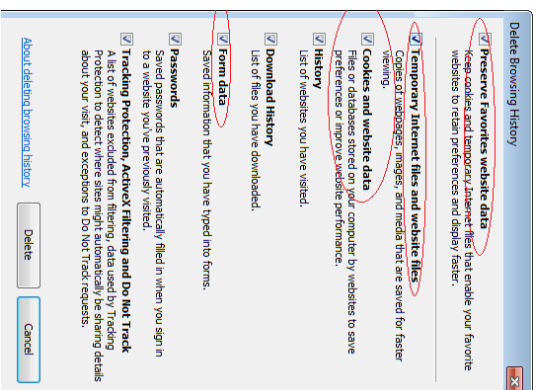 Delete Browsing History
Preserve Favorites website data
Keep cookies and temporary Internet files that enable your favorite
websites to retain preferences and display faster.
Temporary Internet files and website files
Copies of webpages, images, and media that are saved for faster
viewing.
Cookies and website data
Files or databases stored on your computer by websites to save
preferences or improve website performance.
History
List of websites you have visited.
Download History
List of files you have downloaded.
Form data
Saved information that you have typed into forms.
Passwords
Saved passwords that are automatically filled in when you sign in
to a website you've previously visited.
Tracking Protection, ActiveX Filtering and Do Not Track
A list of websites excluded from filtering, data used by Tracking
Protection to detect where sites might automatically be sharing details
about your visit, and exceptions to Do Not Track requests.
About deleting browsing history
Delete
Cancel